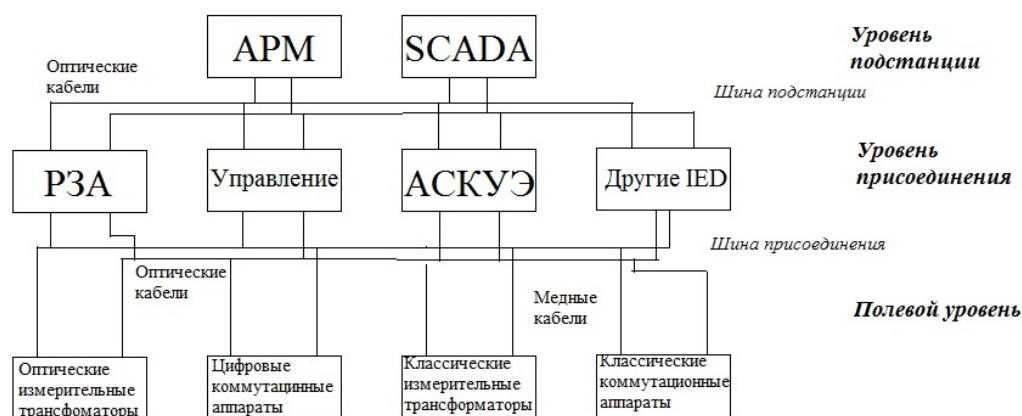 АРМ
SCADA
Уровень
подстанции
Оптические
кабели
Шина подстанции
РЗА
Управление
АСКУЭ
Другие IED
Уровень
присоединения
Шина присоединения
Оптические
кабели
Медные
кабели
Полевой уровень
Оптические
измерительные
трансфоматоры
Цифровые
коммутацинные
аппараты
Классические
измерительные
трансформаторы
Классические
коммутационные
аппараты